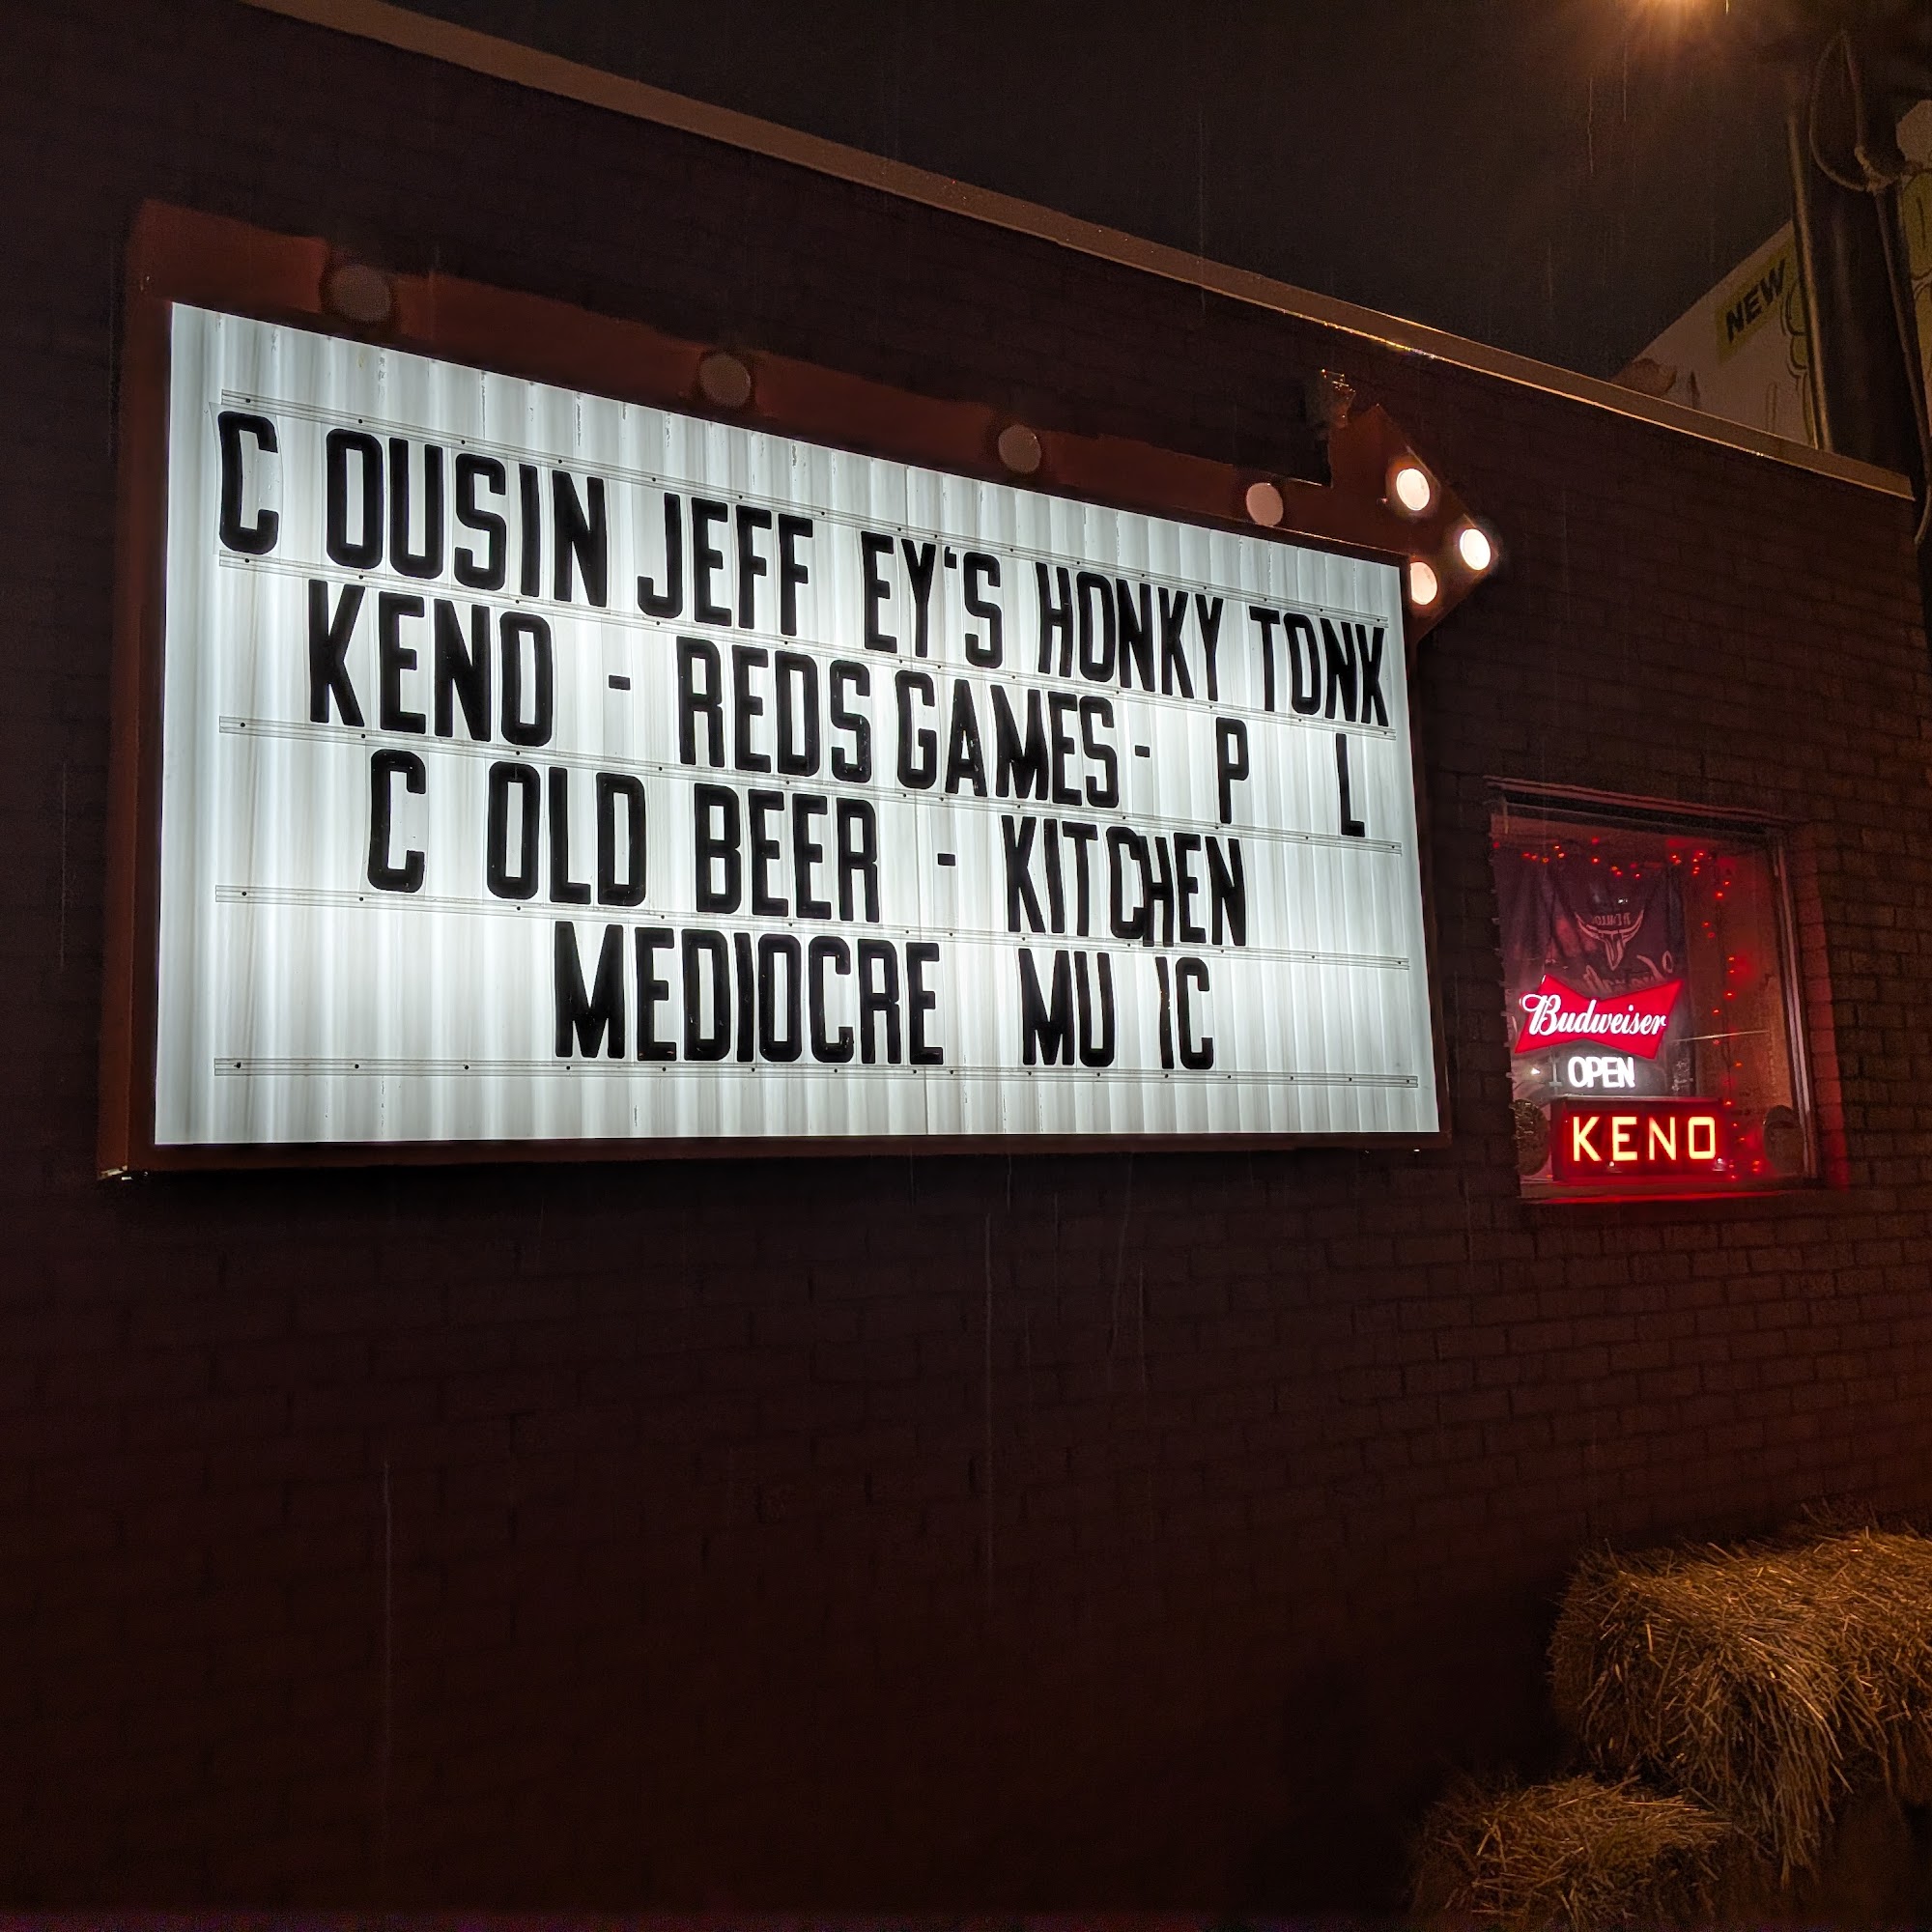 C OUSIN JEFF EY'S HONKY TONK
KENO - REDS GAMES - P L
C OLD BEER - KITCHEN
MEDIOCRE MU IC
NEW
Budweiser
OPEN
KENO